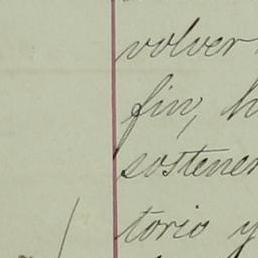 volver
fin, h
sostener
torio y